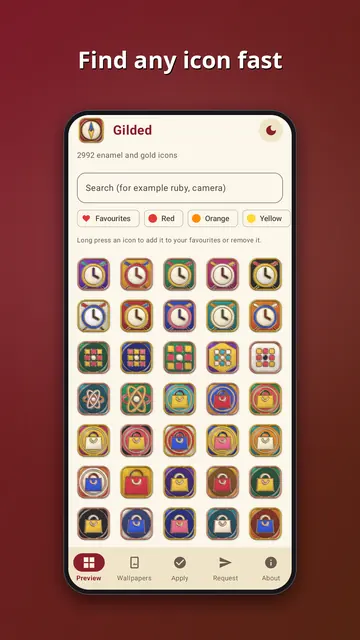 Find any icon fast
Gilded
2992 enamel and gold icons
Search (for example ruby, camera)
Favourites Red Orange Yellow
Long press an icon to add it to your favourites or remove it.
Preview Wallpapers Apply Request About